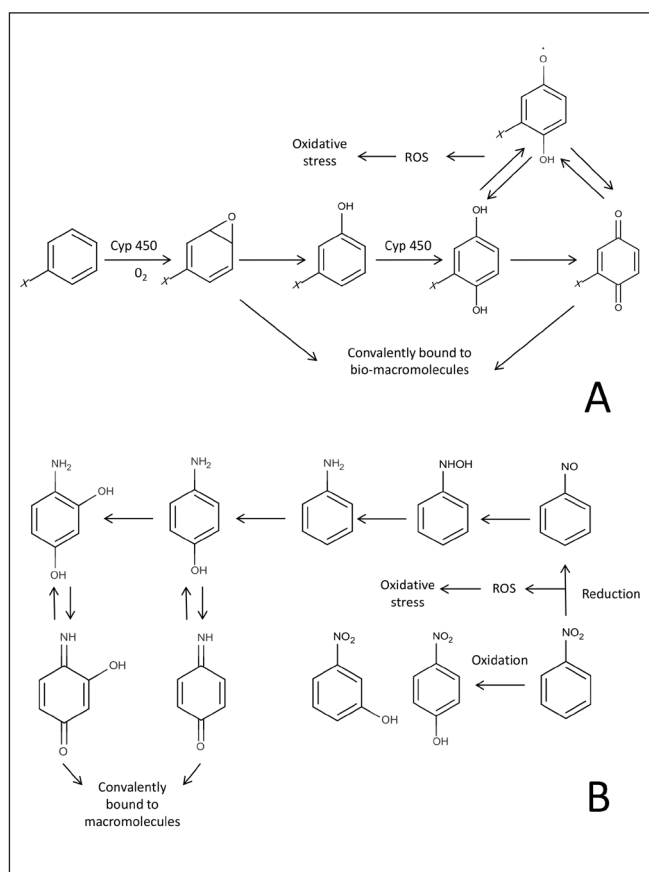 ·
O
X
OH
Oxidative
stress
ROS
OH
OH
O
Cyp 450
O₂
O
Cyp 450
X
X
X
X
OH
X
O
Convalently bound to
bio-macromolecules
A
NH₂
OH
OH
NH₂
OH
NH₂
NHOH
NO
Oxidative
stress
ROS
Reduction
NH
OH
O
NH
O
NO₂
OH
NO₂
OH
Oxidation
NO₂
Convalently
bound to
macromolecules
B